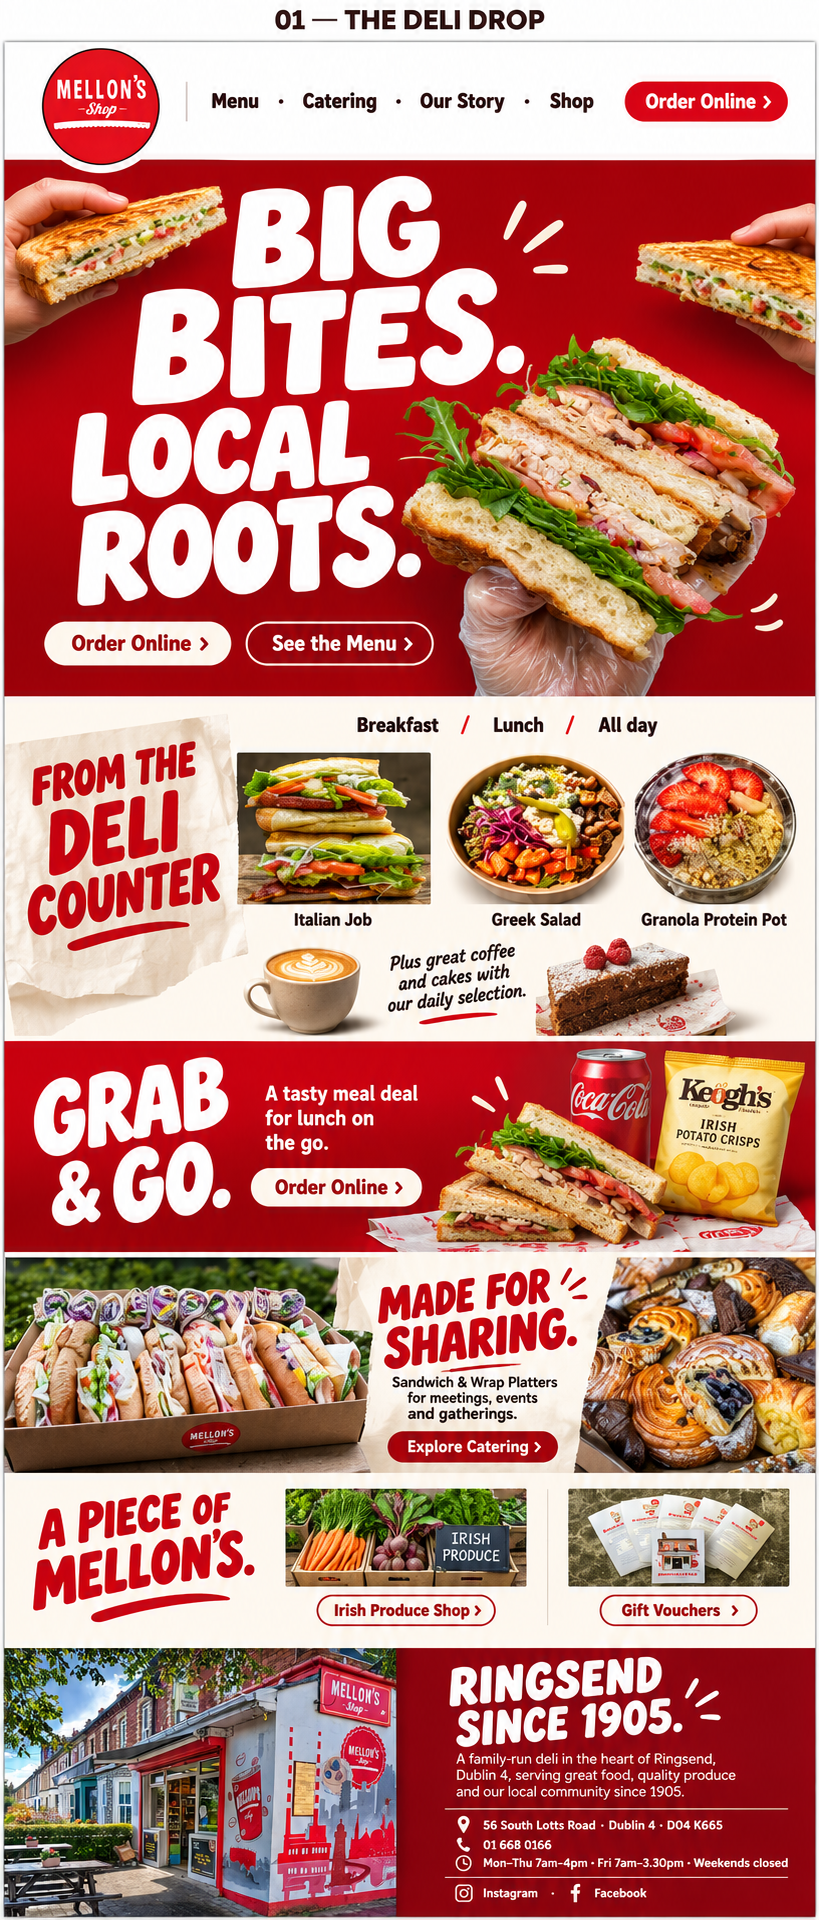 01 — THE DELI DROP
MELLON'S
Shop
Menu • Catering • Our Story • Shop
Order Online >
BIG
BITES.
LOCAL
ROOTS.
Order Online >
See the Menu >
Breakfast / Lunch / All day
FROM THE
DELI
COUNTER
Italian Job
Greek Salad
Granola Protein Pot
Plus great coffee
and cakes with
our daily selection.
GRAB
& GO.
A tasty meal deal
for lunch on
the go.
Order Online >
Coca-Cola
Keogh's
IRISH
POTATO CRISPS
MADE FOR
SHARING.
Sandwich & Wrap Platters
for meetings, events
and gatherings.
Explore Catering >
MELLON'S
A PIECE OF
MELLON'S.
IRISH
PRODUCE
Irish Produce Shop >
Gift Vouchers >
MELLON'S
Shop
MELLON'S
RINGSEND
SINCE 1905.
A family-run deli in the heart of Ringsend,
Dublin 4, serving great food, quality produce
and our local community since 1905.
56 South Lotts Road · Dublin 4 · D04 K665
01 668 0166
Mon–Thu 7am–4pm · Fri 7am–3.30pm · Weekends closed
Instagram · Facebook